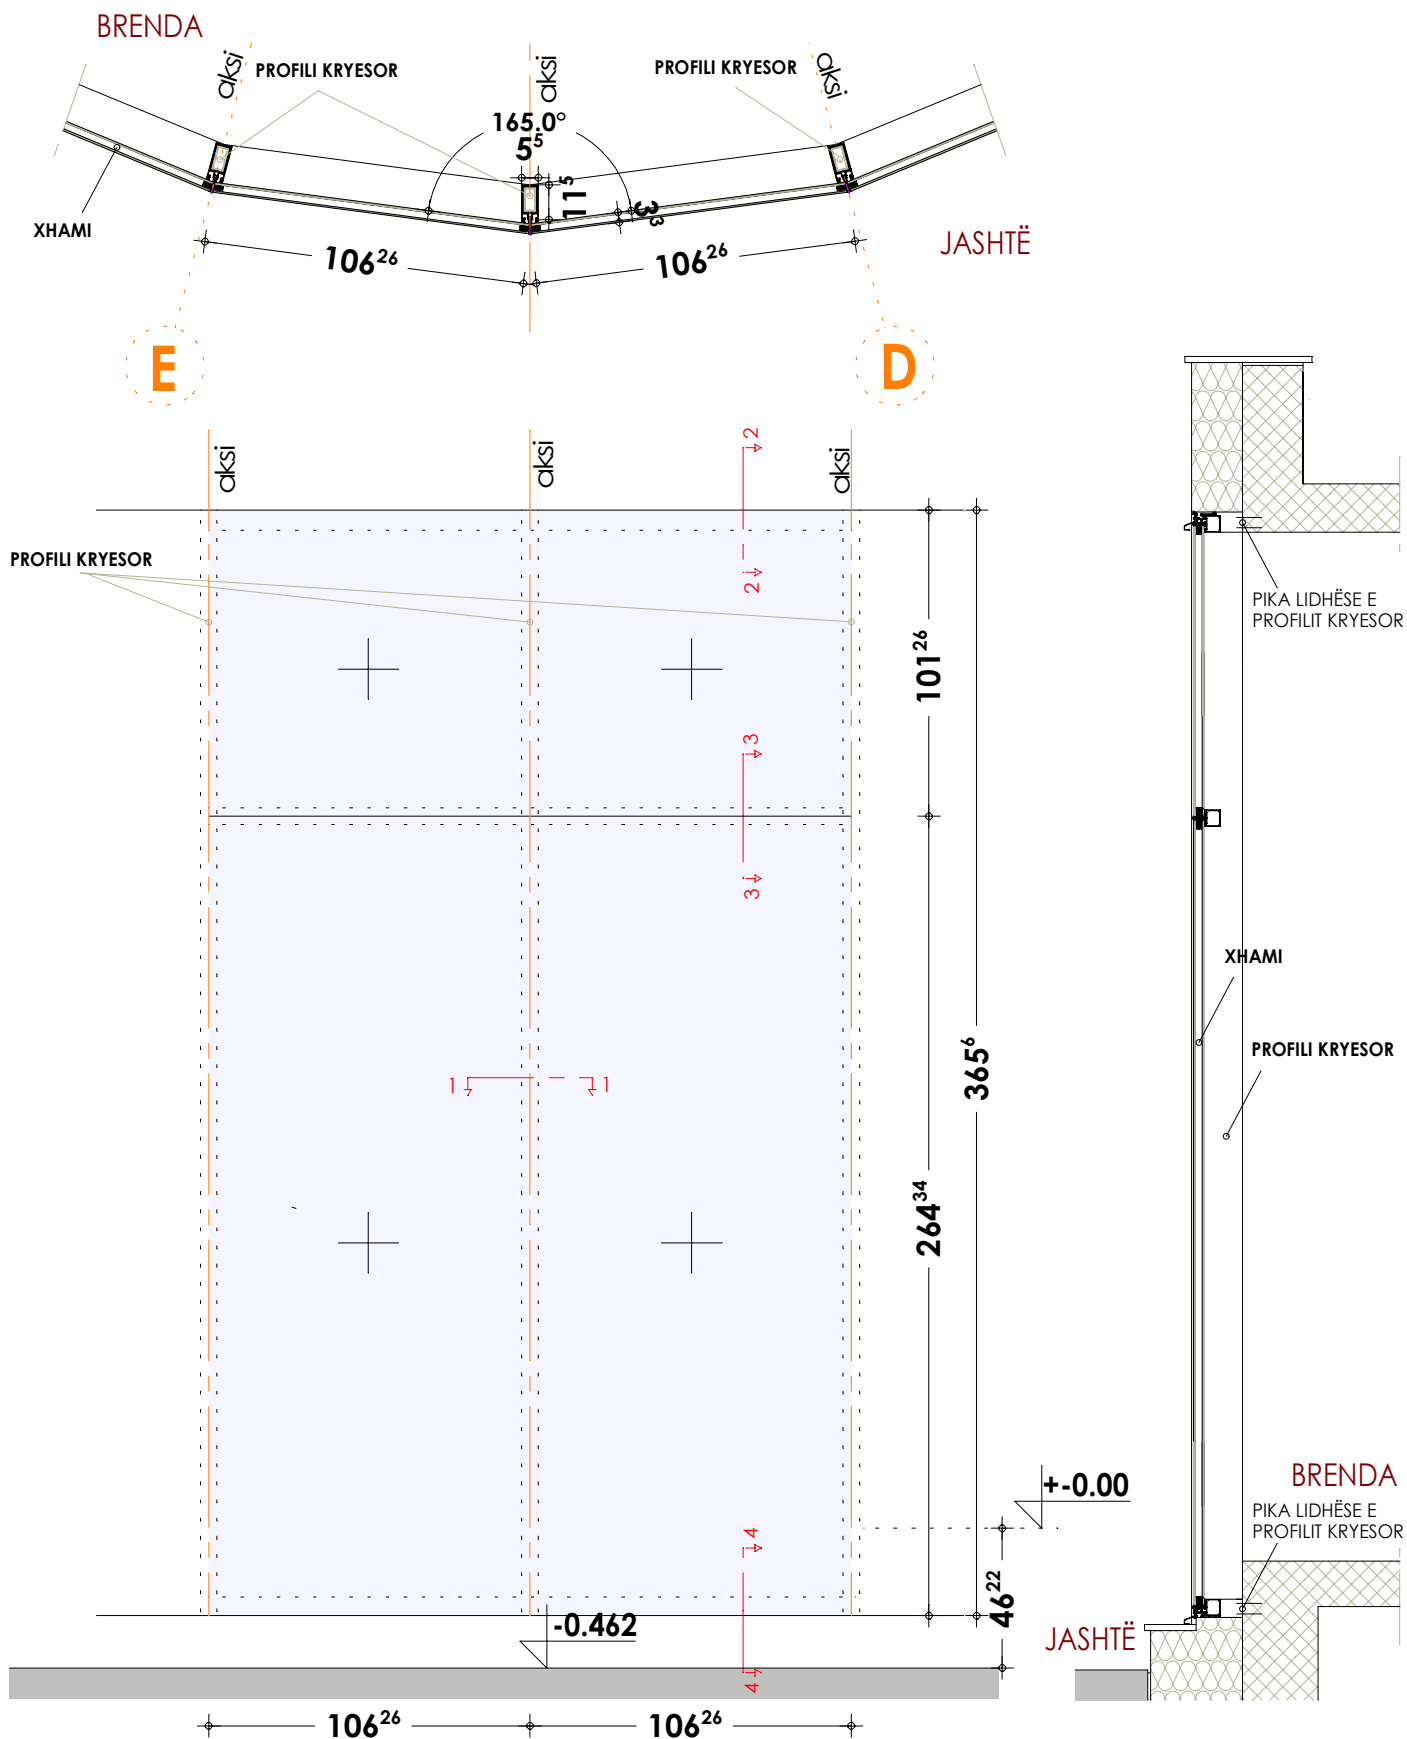 BRENDA
aksi
PROFILI KRYESOR
aksi
PROFILI KRYESOR
aksi
165.0°
5⁵
11⁵
3³
XHAMI
JASHTË
106²⁶
106²⁶
E
D
aksi
aksi
aksi
2
2
PROFILI KRYESOR
PIKA LIDHËSE E
PROFILIT KRYESOR
101²⁶
3
3
XHAMI
365⁶
PROFILI KRYESOR
1
1
264³⁴
BRENDA
+-0.00
PIKA LIDHËSE E
PROFILIT KRYESOR
4
46²²
-0.462
JASHTË
4
106²⁶
106²⁶